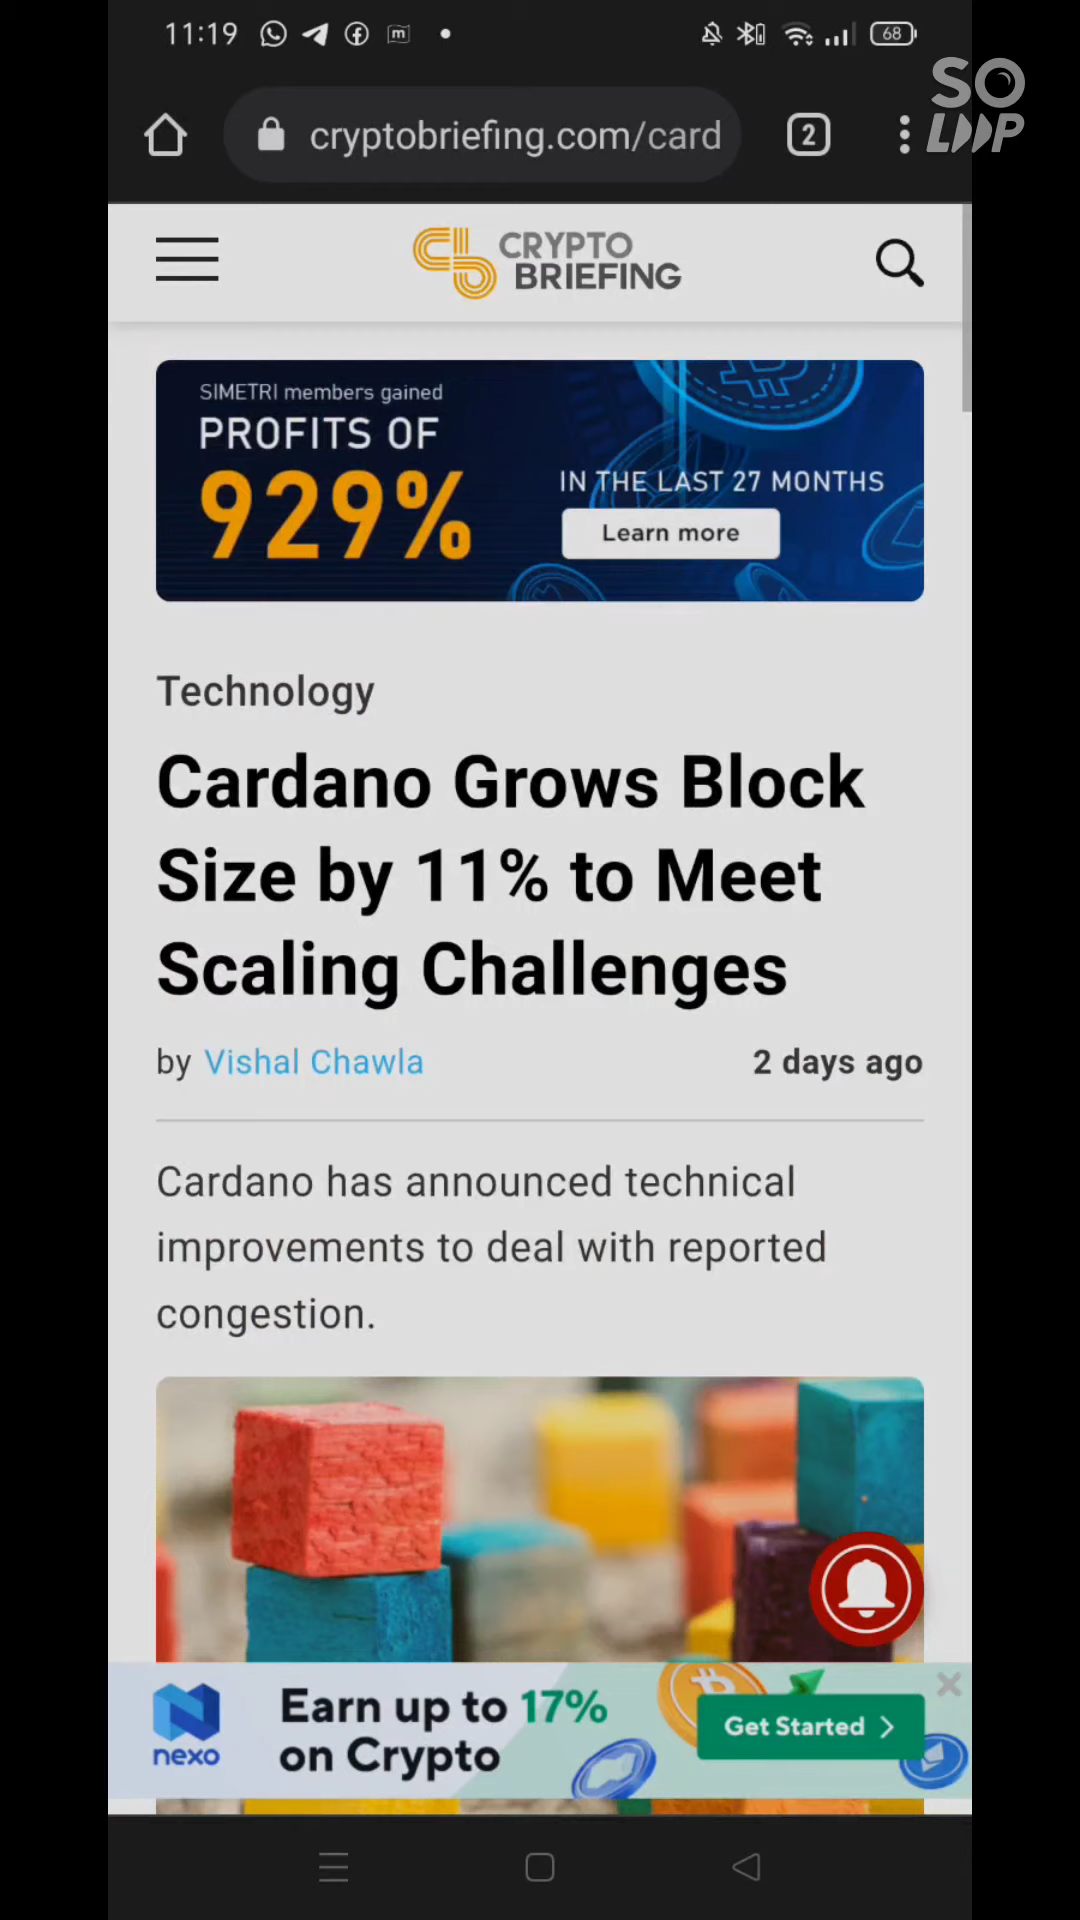 11:19
68
SO
LOOP
cryptobriefing.com/card
2
CRYPTO
BRIEFING
SIMETRI members gained
PROFITS OF
929%
IN THE LAST 27 MONTHS
Learn more
Technology
Cardano Grows Block
Size by 11% to Meet
Scaling Challenges
by Vishal Chawla
2 days ago
Cardano has announced technical
improvements to deal with reported
congestion.
nexo
Earn up to 17%
on Crypto
Get Started